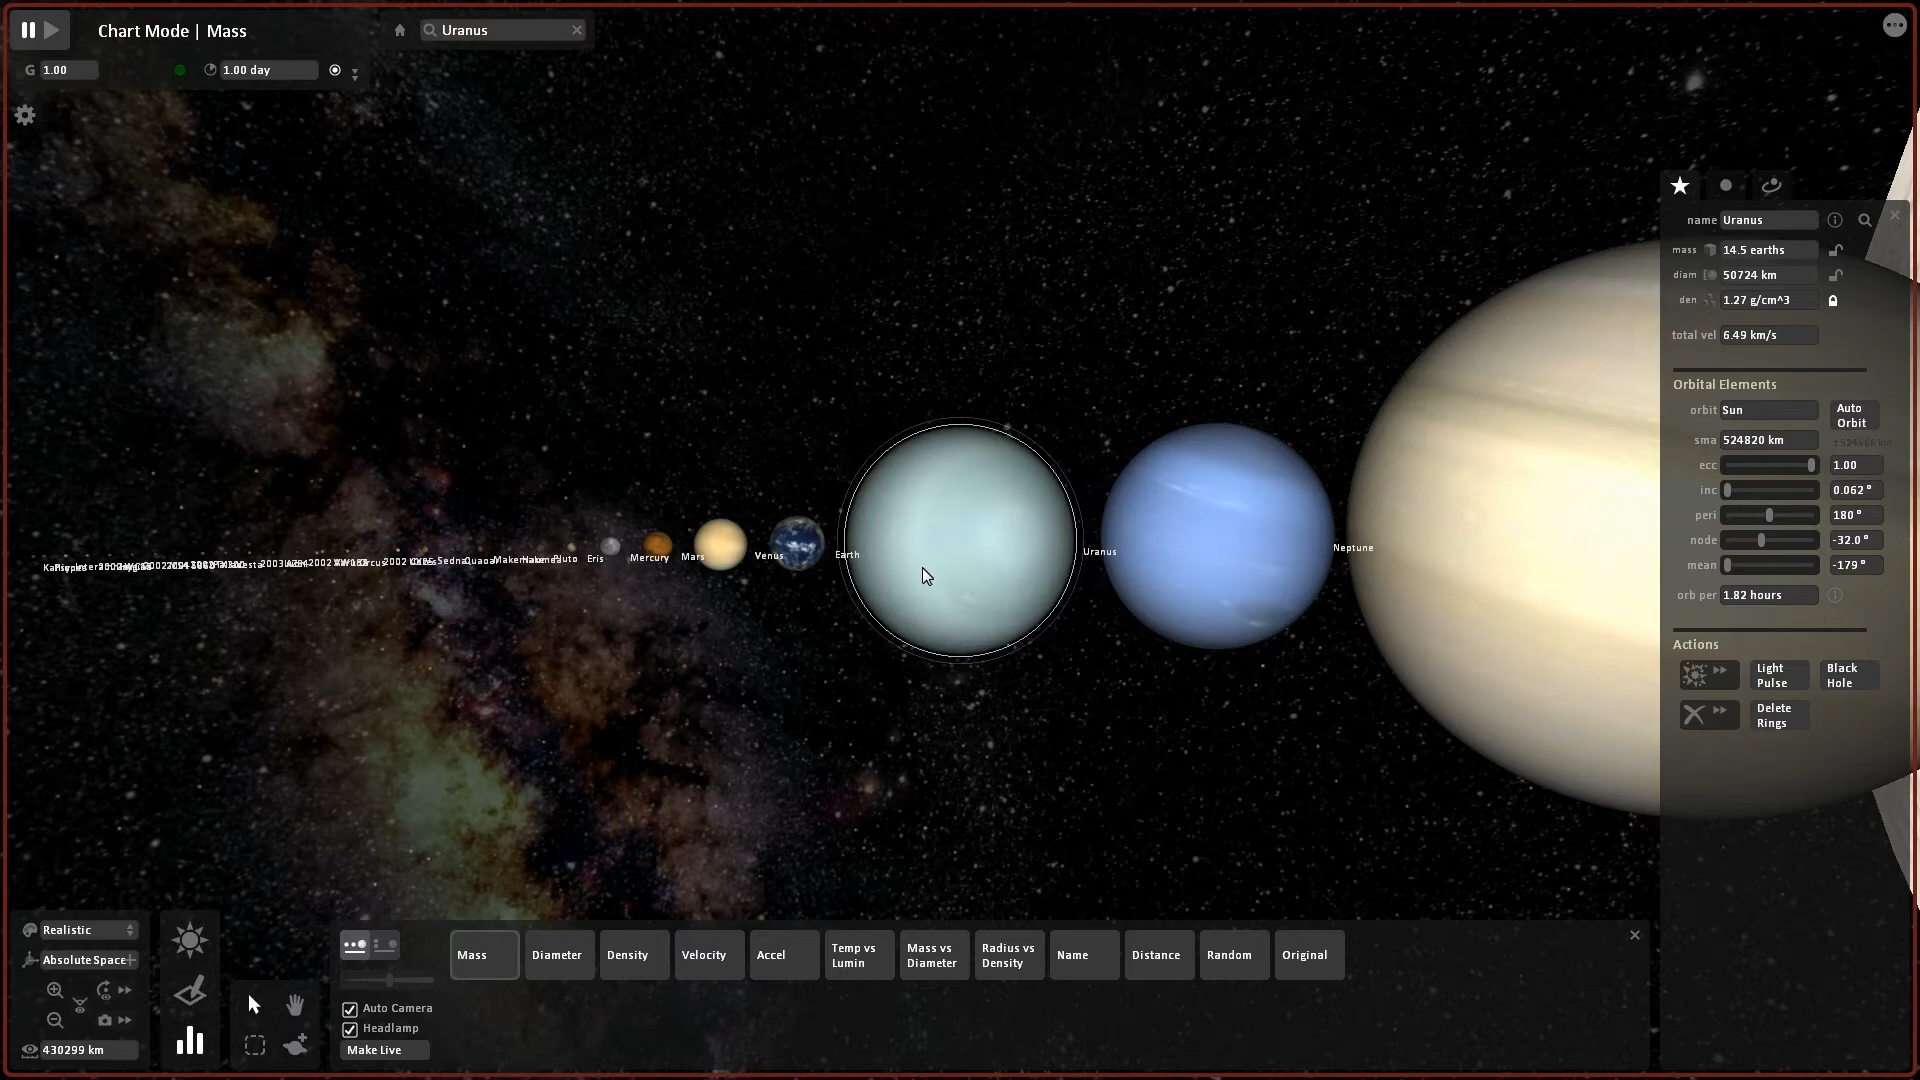 Chart Mode | Mass
Uranus
G 1.00
1.00 day
name Uranus
mass 14.5 earths
diam 50724 km
den 1.27 g/cm^3
total vel 6.49 km/s
Orbital Elements
orbit Sun
Auto Orbit
sma 524820 km
ecc 1.00
inc 0.062 °
peri 180 °
node -32.0 °
mean -179 °
orb per 1.82 hours
Actions
Light Pulse
Black Hole
Delete Rings
Sedna
Pluto
Eris
Mercury
Mars
Venus
Earth
Uranus
Neptune
Realistic
Absolute Space
430299 km
Mass
Diameter
Density
Velocity
Accel
Temp vs Lumin
Mass vs Diameter
Radius vs Density
Name
Distance
Random
Original
Auto Camera
Headlamp
Make Live